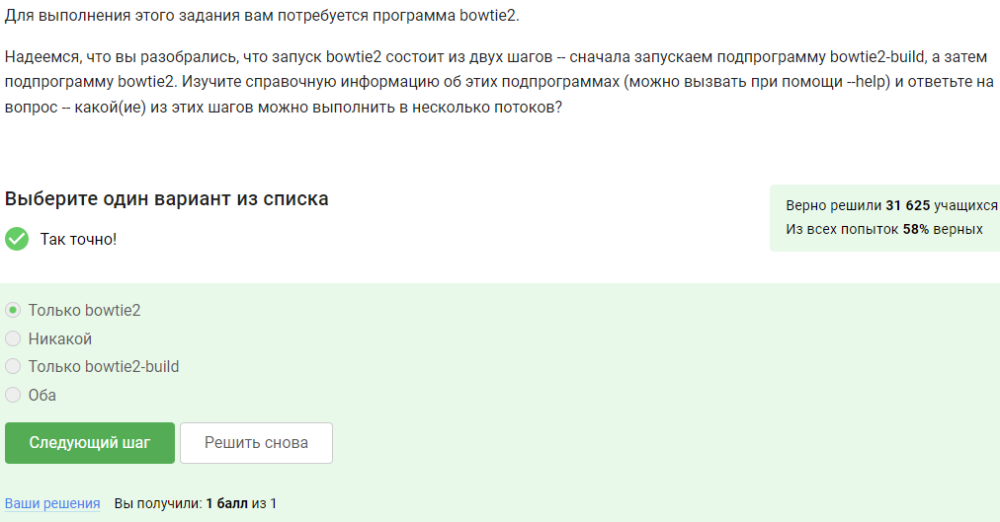 Для выполнения этого задания вам потребуется программа bowtie2.
Надеемся, что вы разобрались, что запуск bowtie2 состоит из двух шагов -- сначала запускаем подпрограмму bowtie2-build, а затем
подпрограмму bowtie2. Изучите справочную информацию об этих подпрограммах (можно вызвать при помощи --help) и ответьте на
вопрос -- какой(ие) из этих шагов можно выполнить в несколько потоков?
Выберите один вариант из списка
Верно решили 31 625 учащихся
Из всех попыток 58% верных
Так точно!
Только bowtie2
Никакой
Только bowtie2-build
Оба
Следующий шаг
Решить снова
Ваши решения
Вы получили: 1 балл из 1